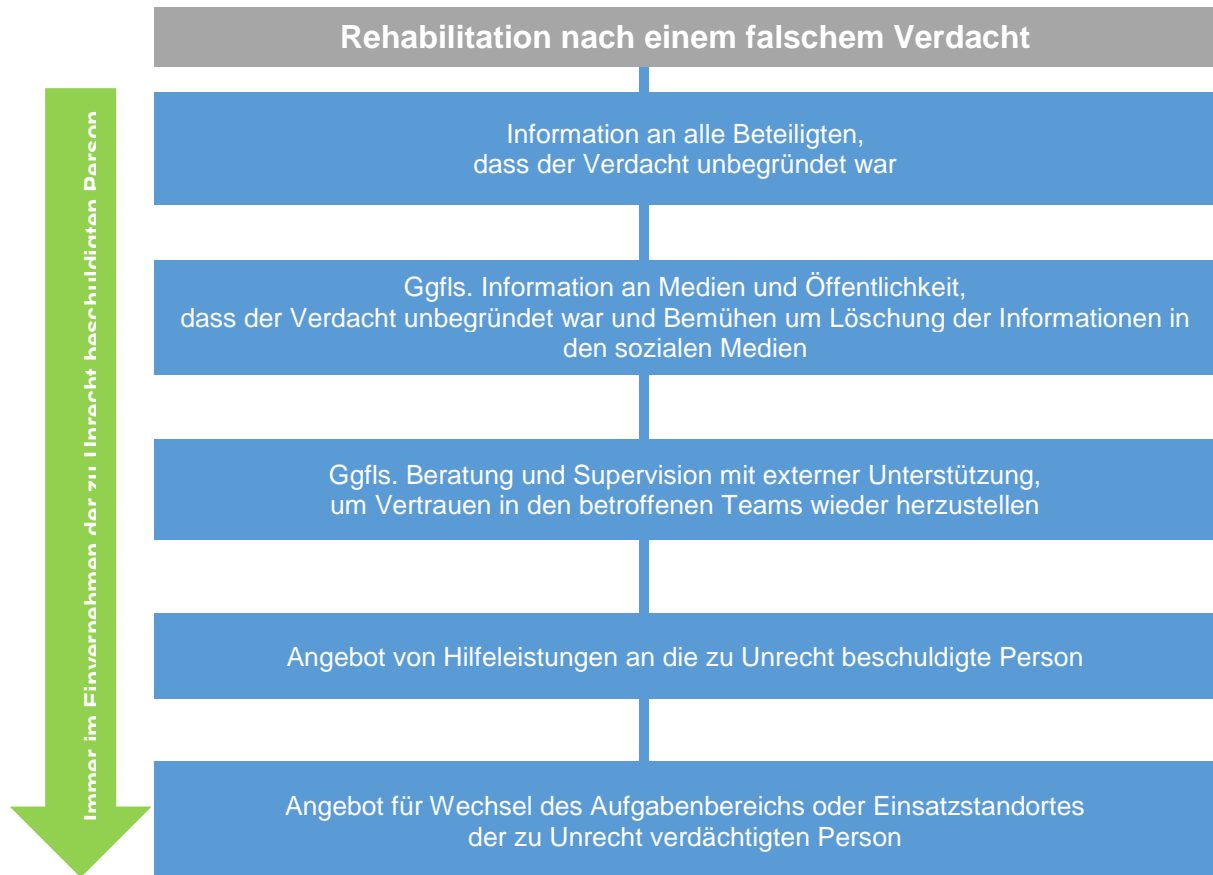 Rehabilitation nach einem falschem Verdacht
Immer im Einvernehmen der zu Unrecht beschuldigten Person
Information an alle Beteiligten,
dass der Verdacht unbegründet war
Ggfls. Information an Medien und Öffentlichkeit,
dass der Verdacht unbegründet war und Bemühen um Löschung der Informationen in
den sozialen Medien
Ggfls. Beratung und Supervision mit externer Unterstützung,
um Vertrauen in den betroffenen Teams wieder herzustellen
Angebot von Hilfeleistungen an die zu Unrecht beschuldigte Person
Angebot für Wechsel des Aufgabenbereichs oder Einsatzstandortes
der zu Unrecht verdächtigten Person